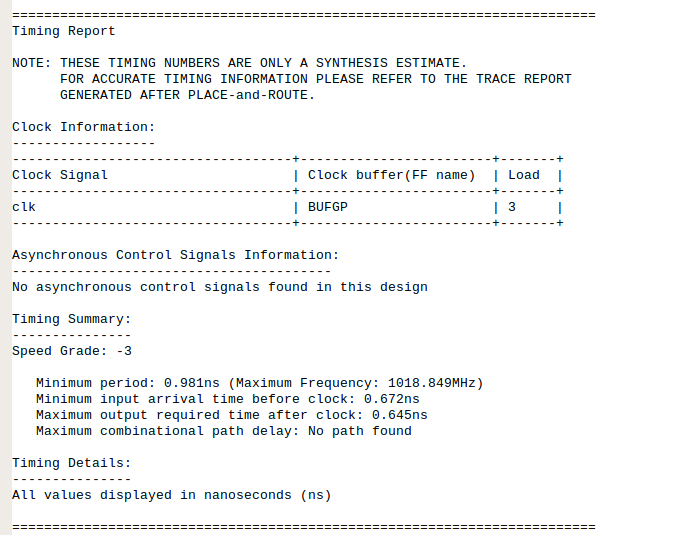 =========================================================================
Timing Report

NOTE: THESE TIMING NUMBERS ARE ONLY A SYNTHESIS ESTIMATE.
      FOR ACCURATE TIMING INFORMATION PLEASE REFER TO THE TRACE REPORT
      GENERATED AFTER PLACE-and-ROUTE.

Clock Information:
------------------
-----------------------------------+------------------------+-------+
Clock Signal                       | Clock buffer(FF name)  | Load  |
-----------------------------------+------------------------+-------+
clk                                | BUFGP                  | 3     |
-----------------------------------+------------------------+-------+

Asynchronous Control Signals Information:
----------------------------------------
No asynchronous control signals found in this design

Timing Summary:
---------------
Speed Grade: -3

   Minimum period: 0.981ns (Maximum Frequency: 1018.849MHz)
   Minimum input arrival time before clock: 0.672ns
   Maximum output required time after clock: 0.645ns
   Maximum combinational path delay: No path found

Timing Details:
---------------
All values displayed in nanoseconds (ns)

=========================================================================